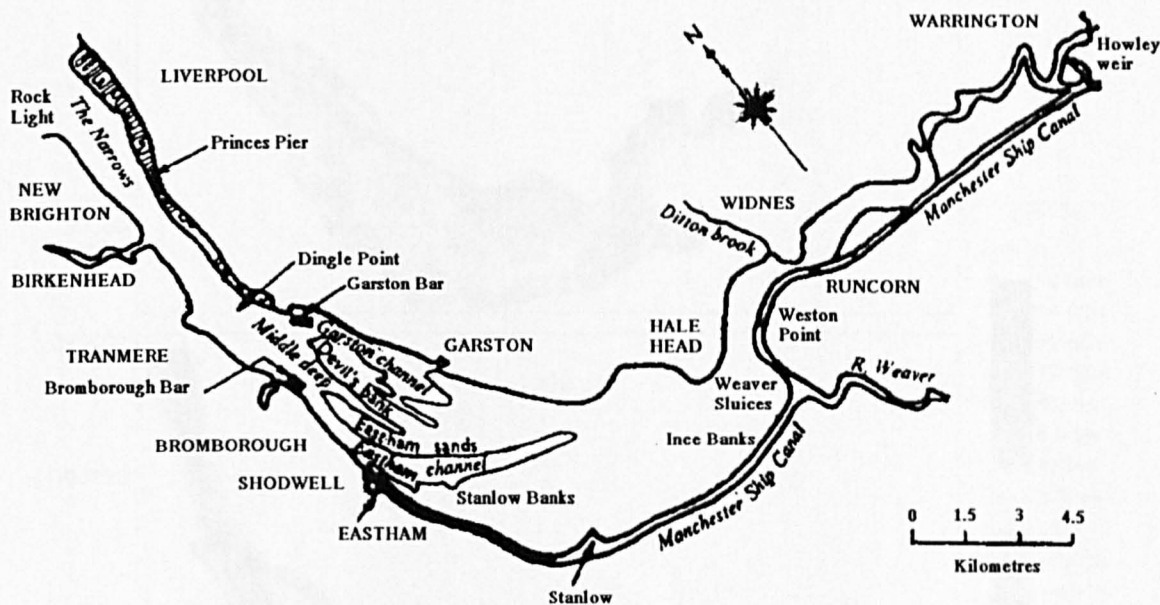 WARRINGTON
Howley
weir
N
LIVERPOOL
Rock
Light
The Narrows
Princes Pier
Manchester Ship Canal
NEW
BRIGHTON
WIDNES
Ditton brook
BIRKENHEAD
Dingle Point
Garston Bar
RUNCORN
Weston
Point
HALE
HEAD
Middle deep
Garston channel
GARSTON
Devil's bank
TRANMERE
Bromborough Bar
R. Weaver
Weaver
Sluices
BROMBOROUGH
Eastham sands
Eastham channel
Ince Banks
SHODWELL
Stanlow Banks
EASTHAM
Manchester Ship Canal
0 1.5 3 4.5
Kilometres
Stanlow